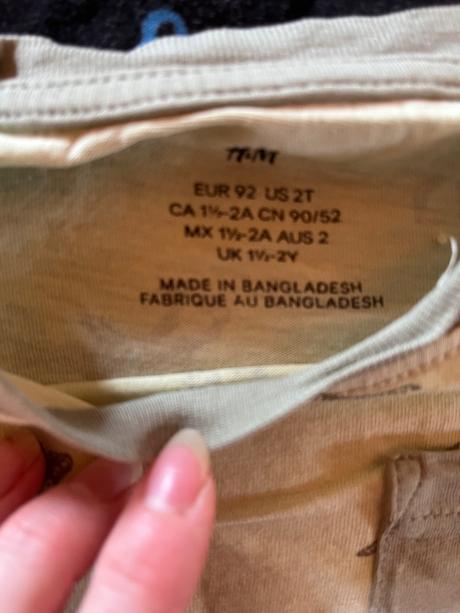 H&M
EUR 92 US 2T
CA 1½-2A CN 90/52
MX 1½-2A AUS 2
UK 1½-2Y
MADE IN BANGLADESH
FABRIQUE AU BANGLADESH